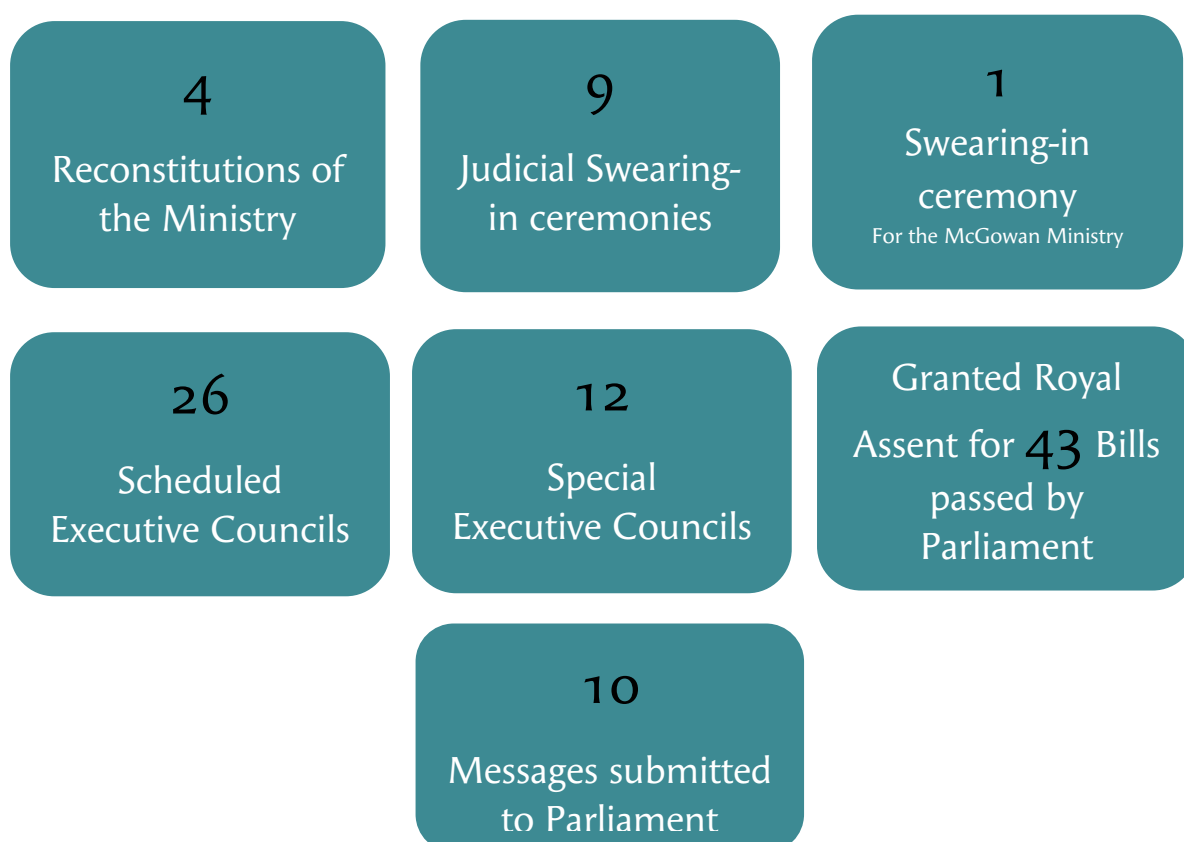 4
Reconstitutions of
the Ministry
9
Judicial Swearing-
in ceremonies
1
Swearing-in
ceremony
For the McGowan Ministry
26
Scheduled
Executive Councils
12
Special
Executive Councils
Granted Royal
Assent for 43 Bills
passed by
Parliament
10
Messages submitted
to Parliament